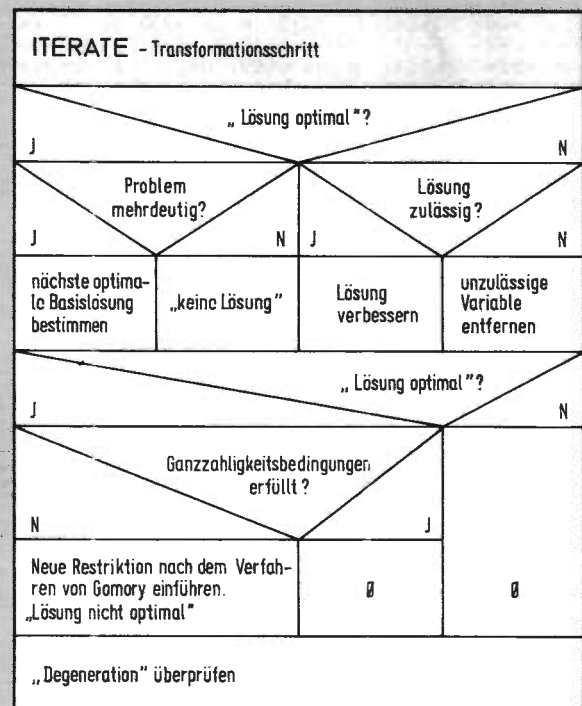 ITERATE - Transformationsschritt
„Lösung optimal"?
J
N
Problem
mehrdeutig?
J
N
Lösung
zulässig?
J
N
nächste optima-
le Basislösung
bestimmen
„keine Lösung"
Lösung
verbessern
unzulässige
Variable
entfernen
„Lösung optimal"?
J
N
Ganzzahligkeitsbedingungen
erfüllt?
N
J
Neue Restriktion nach dem Verfah-
ren von Gomory einführen.
„Lösung nicht optimal"
Ø
Ø
„Degeneration" überprüfen